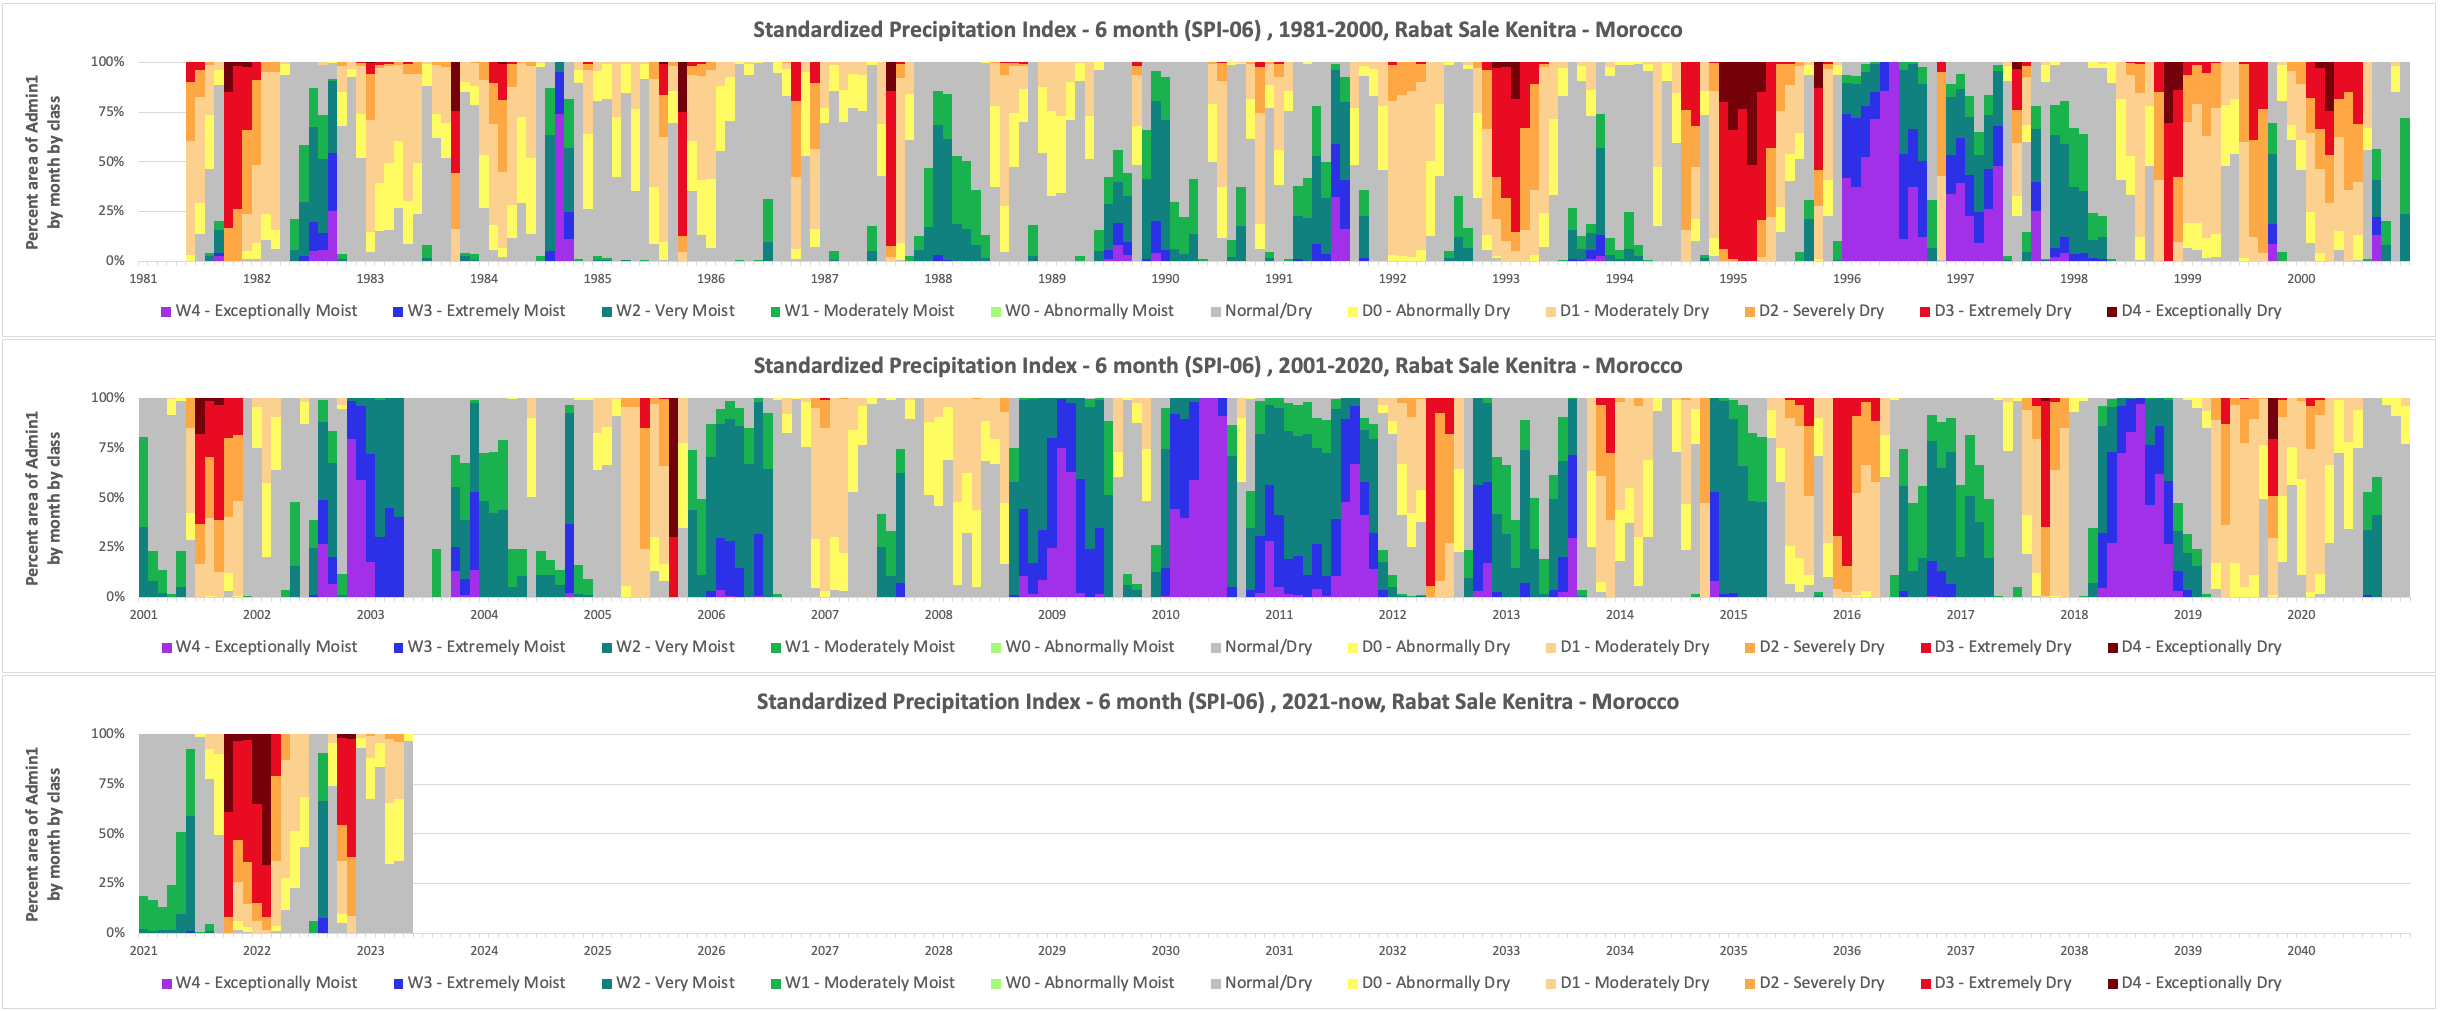 Standardized Precipitation Index - 6 month (SPI-06) , 1981-2000, Rabat Sale Kenitra - Morocco
Percent area of Admin1
by month by class
100%
75%
50%
25%
0%
1981 1982 1983 1984 1985 1986 1987 1988 1989 1990 1991 1992 1993 1994 1995 1996 1997 1998 1999 2000
W4 - Exceptionally Moist W3 - Extremely Moist W2 - Very Moist W1 - Moderately Moist W0 - Abnormally Moist Normal/Dry D0 - Abnormally Dry D1 - Moderately Dry D2 - Severely Dry D3 - Extremely Dry D4 - Exceptionally Dry
Standardized Precipitation Index - 6 month (SPI-06) , 2001-2020, Rabat Sale Kenitra - Morocco
Percent area of Admin1
by month by class
100%
75%
50%
25%
0%
2001 2002 2003 2004 2005 2006 2007 2008 2009 2010 2011 2012 2013 2014 2015 2016 2017 2018 2019 2020
W4 - Exceptionally Moist W3 - Extremely Moist W2 - Very Moist W1 - Moderately Moist W0 - Abnormally Moist Normal/Dry D0 - Abnormally Dry D1 - Moderately Dry D2 - Severely Dry D3 - Extremely Dry D4 - Exceptionally Dry
Standardized Precipitation Index - 6 month (SPI-06) , 2021-now, Rabat Sale Kenitra - Morocco
Percent area of Admin1
by month by class
100%
75%
50%
25%
0%
2021 2022 2023 2024 2025 2026 2027 2028 2029 2030 2031 2032 2033 2034 2035 2036 2037 2038 2039 2040
W4 - Exceptionally Moist W3 - Extremely Moist W2 - Very Moist W1 - Moderately Moist W0 - Abnormally Moist Normal/Dry D0 - Abnormally Dry D1 - Moderately Dry D2 - Severely Dry D3 - Extremely Dry D4 - Exceptionally Dry